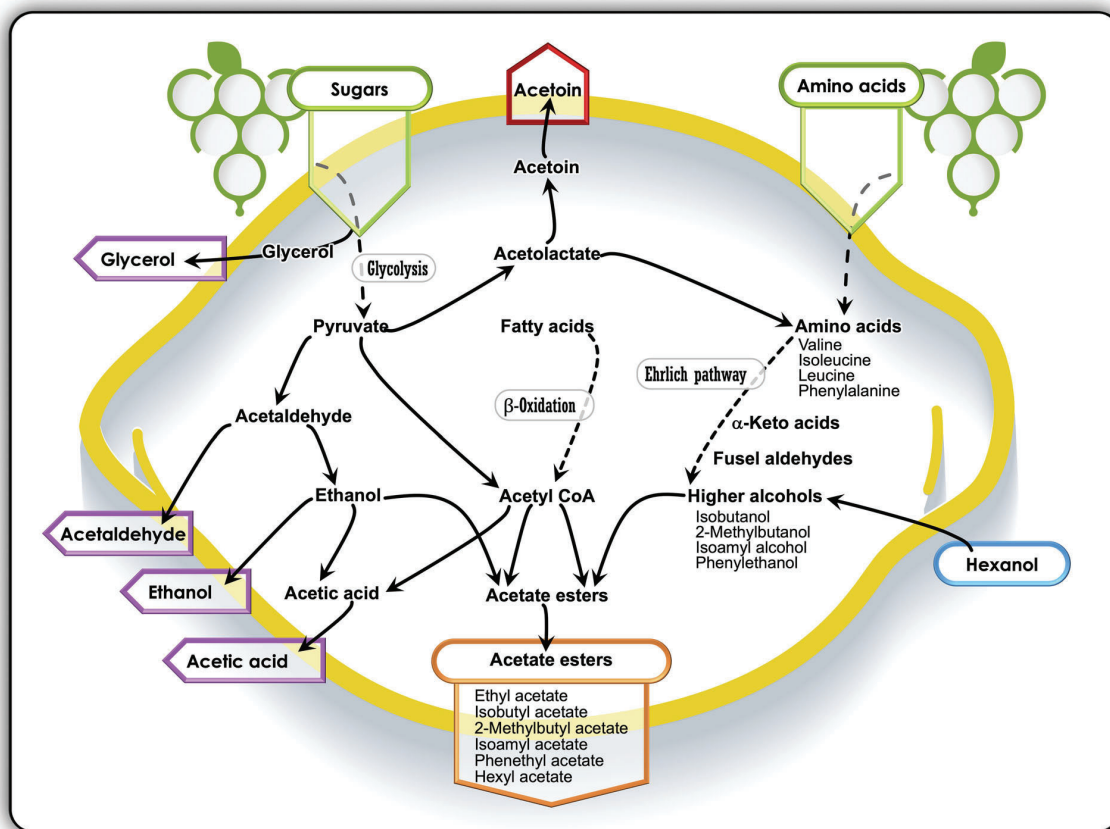 Sugars
Acetoin
Amino acids
Acetoin
Glycerol
Glycerol
Glycolysis
Acetolactate
Pyruvate
Fatty acids
Amino acids
Valine
Isoleucine
Leucine
Phenylalanine
Ehrlich pathway
β-Oxidation
Acetaldehyde
α-Keto acids
Fusel aldehydes
Ethanol
Acetyl CoA
Higher alcohols
Isobutanol
2-Methylbutanol
Isoamyl alcohol
Phenylethanol
Acetaldehyde
Hexanol
Ethanol
Acetic acid
Acetate esters
Acetic acid
Acetate esters
Ethyl acetate
Isobutyl acetate
2-Methylbutyl acetate
Isoamyl acetate
Phenethyl acetate
Hexyl acetate